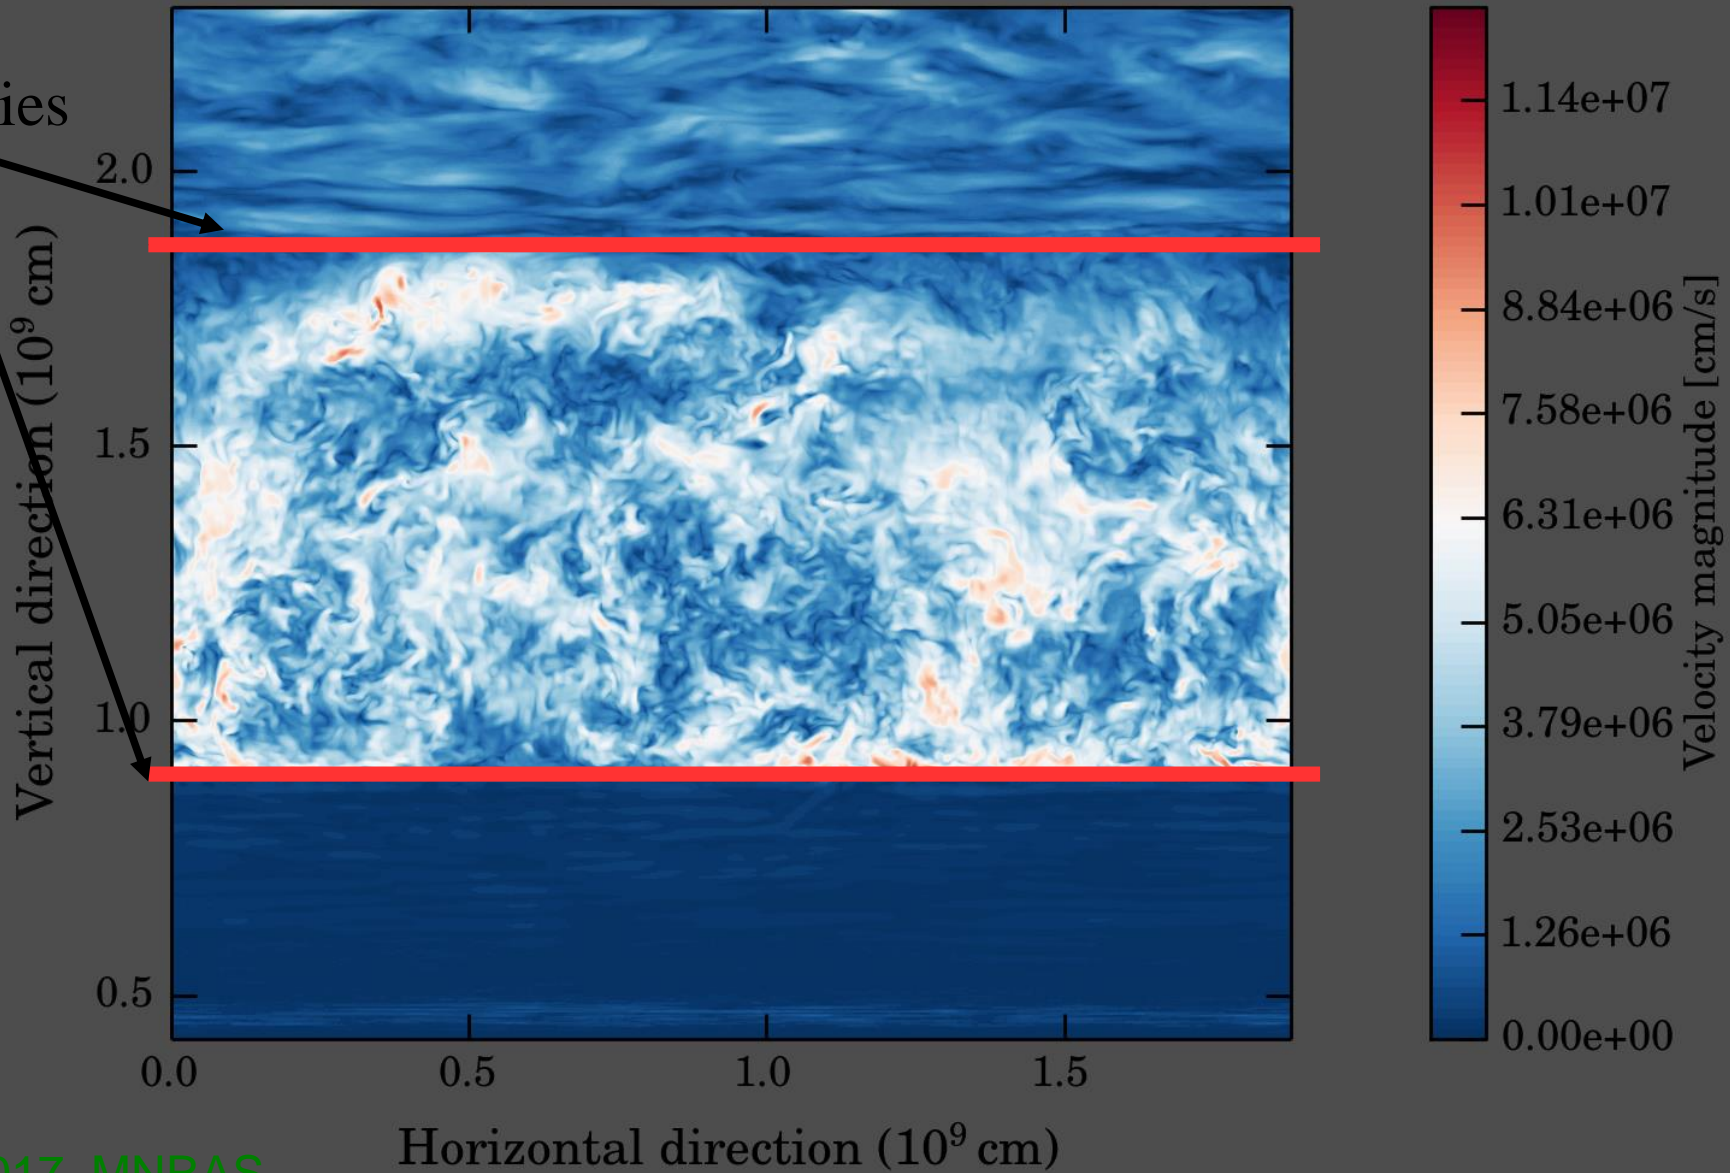 ies
2.0
1.5
1.0
0.5
Vertical direction (10⁹ cm)
0.0 0.5 1.0 1.5
Horizontal direction (10⁹ cm)
1.14e+07
1.01e+07
8.84e+06
7.58e+06
6.31e+06
5.05e+06
3.79e+06
2.53e+06
1.26e+06
0.00e+00
Velocity magnitude [cm/s]
017, MNRAS